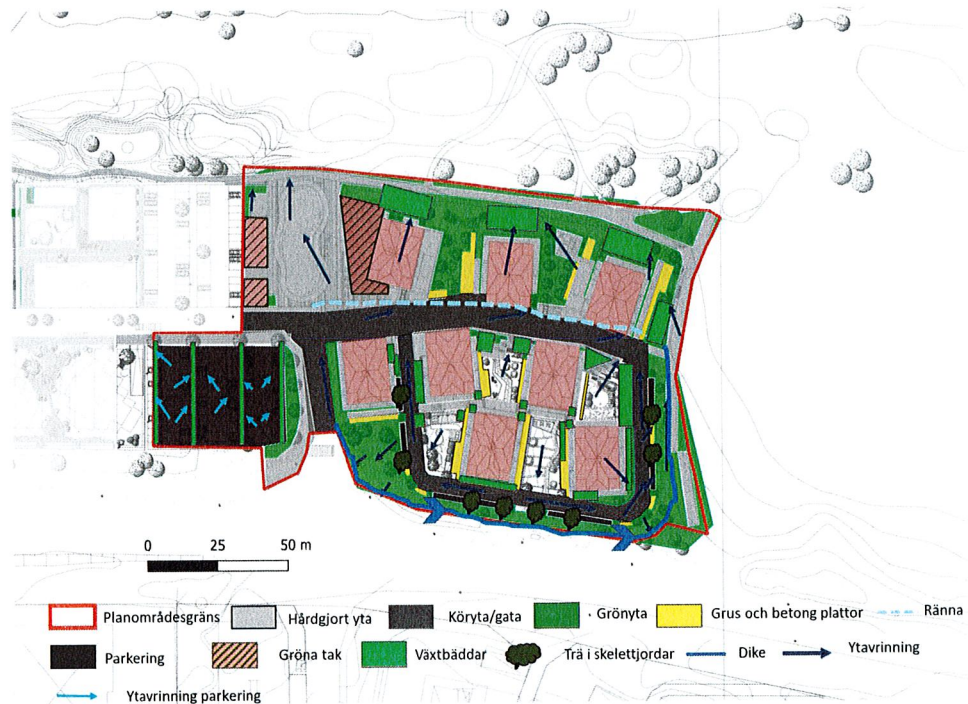 0 25 50 m
Planområdesgräns Hårdgjort yta Köryta/gata Grönyta Grus och betong plattor Ränna
Parkering Gröna tak Växtbäddar Trä i skelettjordar Dike Ytavrinning
Ytavrinning parkering